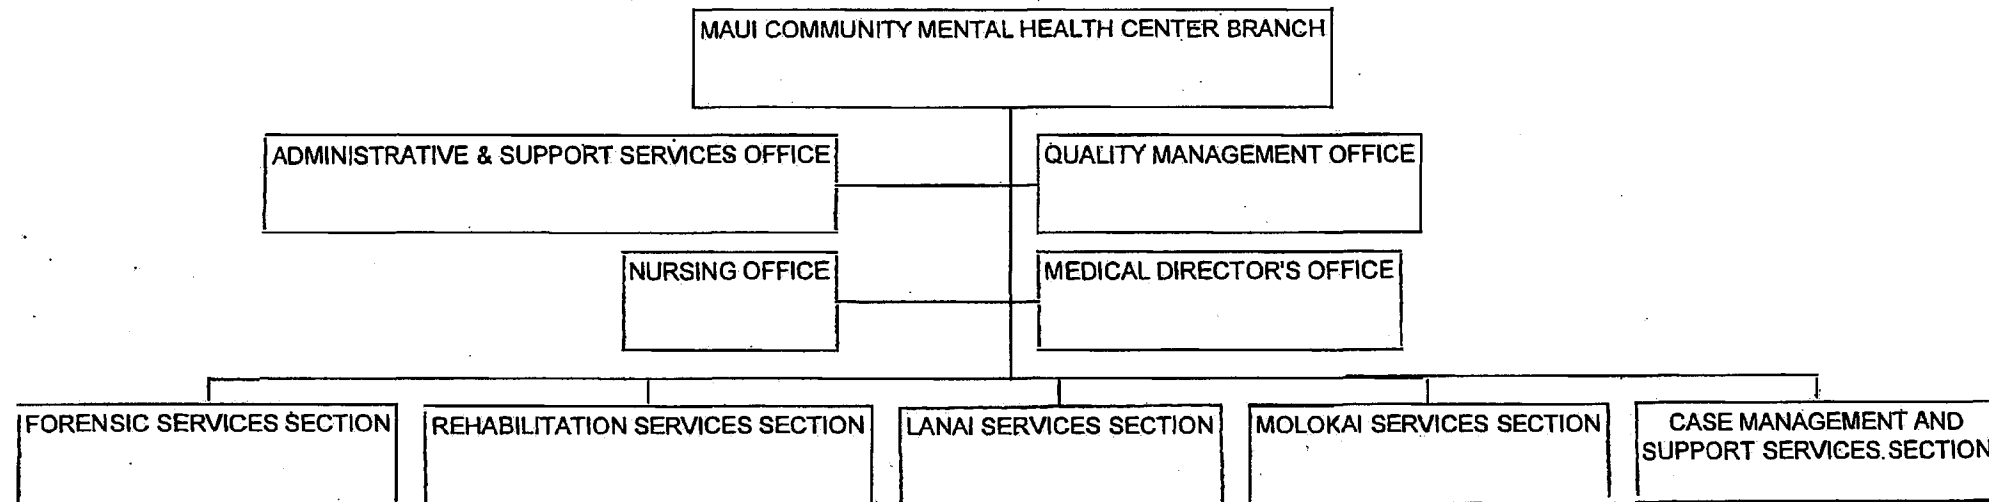 MAUI COMMUNITY MENTAL HEALTH CENTER BRANCH
ADMINISTRATIVE & SUPPORT SERVICES OFFICE
QUALITY MANAGEMENT OFFICE
NURSING OFFICE
MEDICAL DIRECTOR'S OFFICE
FORENSIC SERVICES SECTION
REHABILITATION SERVICES SECTION
LANAI SERVICES SECTION
MOLOKAI SERVICES SECTION
CASE MANAGEMENT AND
SUPPORT SERVICES SECTION